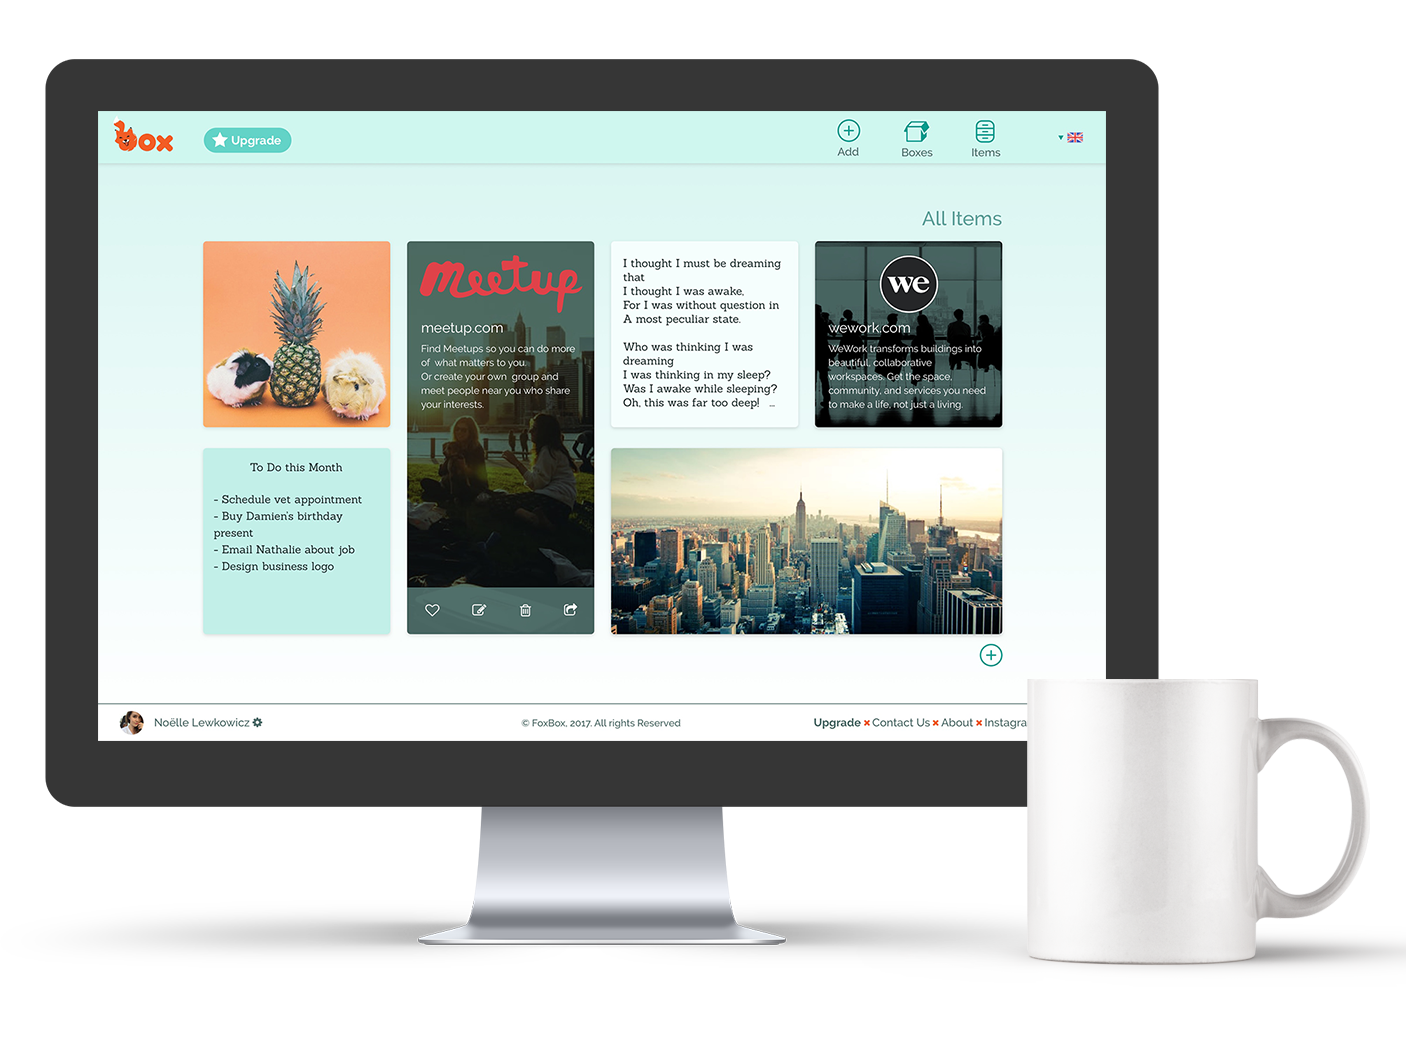 box
Upgrade
Add
Boxes
Items
All Items
meetup
meetup.com
Find Meetups so you can do more
of what matters to you.
Or create your own group and
meet people near you who share
your interests.
I thought I must be dreaming
that
I thought I was awake,
For I was without question in
A most peculiar state.
Who was thinking I was
dreaming
I was thinking in my sleep?
Was I awake while sleeping?
Oh, this was far too deep! ...
we
wework.com
WeWork transforms buildings into
beautiful, collaborative
workspaces. Get the space,
community, and services you need
to make a life, not just a living.
To Do this Month
- Schedule vet appointment
- Buy Damien's birthday
present
- Email Nathalie about job
- Design business logo
Noëlle Lewkowicz
© FoxBox, 2017. All rights Reserved
Upgrade × Contact Us × About × Instagra